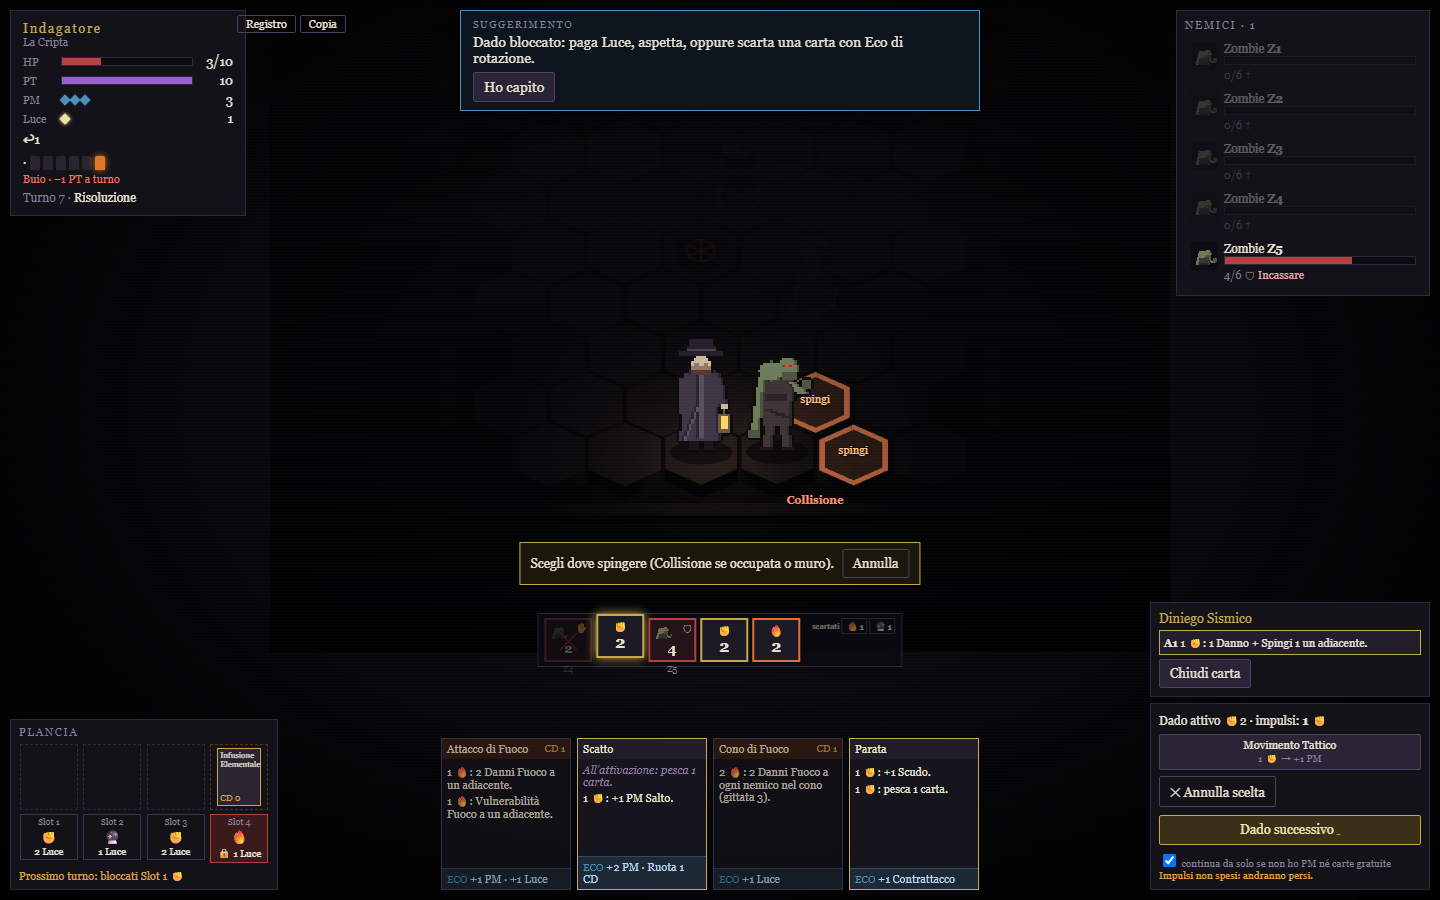 Indagatore
La Cripta
HP 3/10
PT 10
PM 3
Luce 1
↩1
Buio · −1 PT a turno
Turno 7 · Risoluzione
Registro
Copia
SUGGERIMENTO
Dado bloccato: paga Luce, aspetta, oppure scarta una carta con Eco di
rotazione.
Ho capito
NEMICI · 1
Zombie Z1
0/6 †
Zombie Z2
0/6 †
Zombie Z3
0/6 †
Zombie Z4
0/6 †
Zombie Z5
4/6 Incassare
spingi
spingi
Collisione
Scegli dove spingere (Collisione se occupata o muro).
Annulla
2
Z4
2
4
Z5
2
2
scartati 1 1
Diniego Sismico
A1 1 : 1 Danno + Spingi 1 un adiacente.
Chiudi carta
Dado attivo 2 · impulsi: 1
Movimento Tattico
1 → +1 PM
✕ Annulla scelta
Dado successivo
continua da solo se non ho PM né carte gratuite
Impulsi non spesi: andranno persi.
PLANCIA
Infusione
Elementale
CD 0
Slot 1
2 Luce
Slot 2
1 Luce
Slot 3
2 Luce
Slot 4
1 Luce
Prossimo turno: bloccati Slot 1
Attacco di Fuoco CD 1
1 : 2 Danni Fuoco a
un adiacente.
1 : Vulnerabilità
Fuoco a un adiacente.
ECO +1 PM · +1 Luce
Scatto
All'attivazione: pesca 1
carta.
1 : +1 PM Salto.
ECO +2 PM · Ruota 1
CD
Cono di Fuoco CD 1
2 : 2 Danni Fuoco a
ogni nemico nel cono
(gittata 3).
ECO +1 Luce
Parata
1 : +1 Scudo.
1 : pesca 1 carta.
ECO +1 Contrattacco